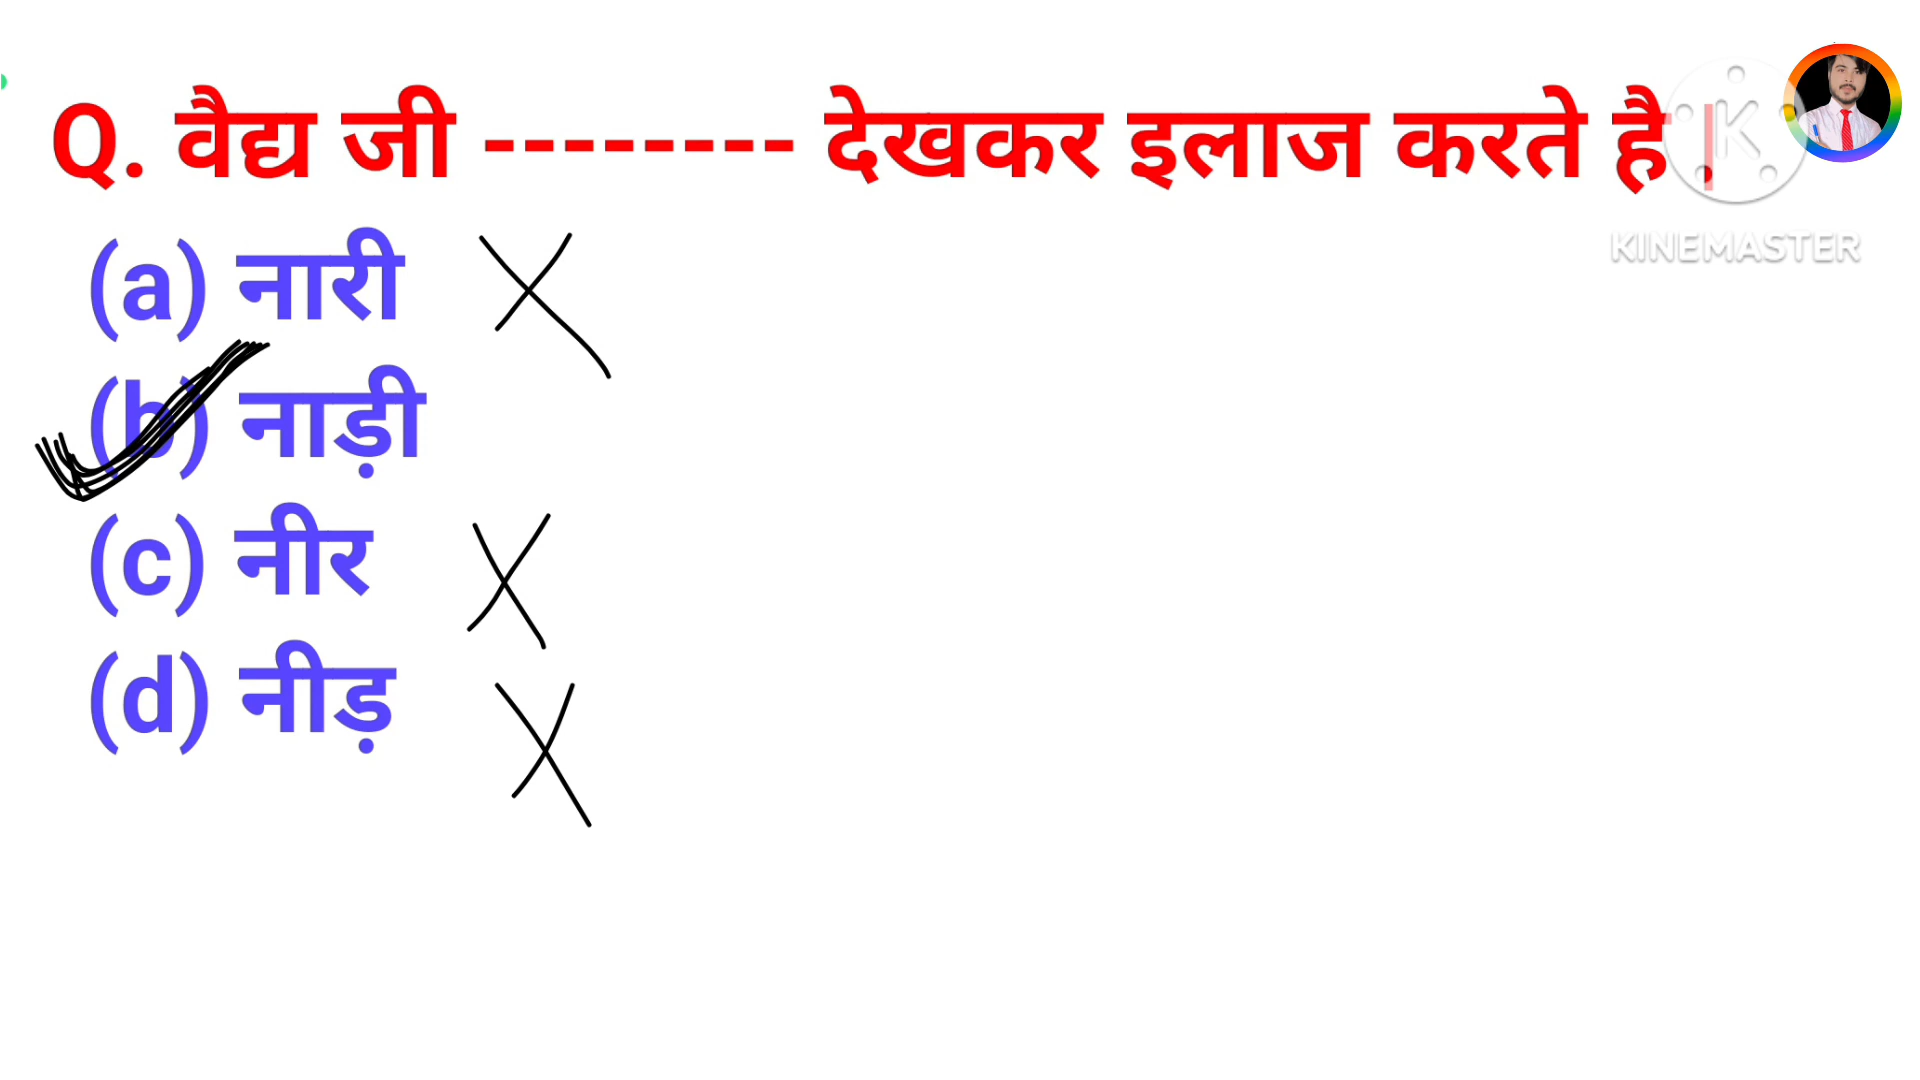 Q. वैद्य जी -------- देखकर इलाज करते है |
KINEMASTER
(a) नारी
(b) नाड़ी
(c) नीर
(d) नीड़